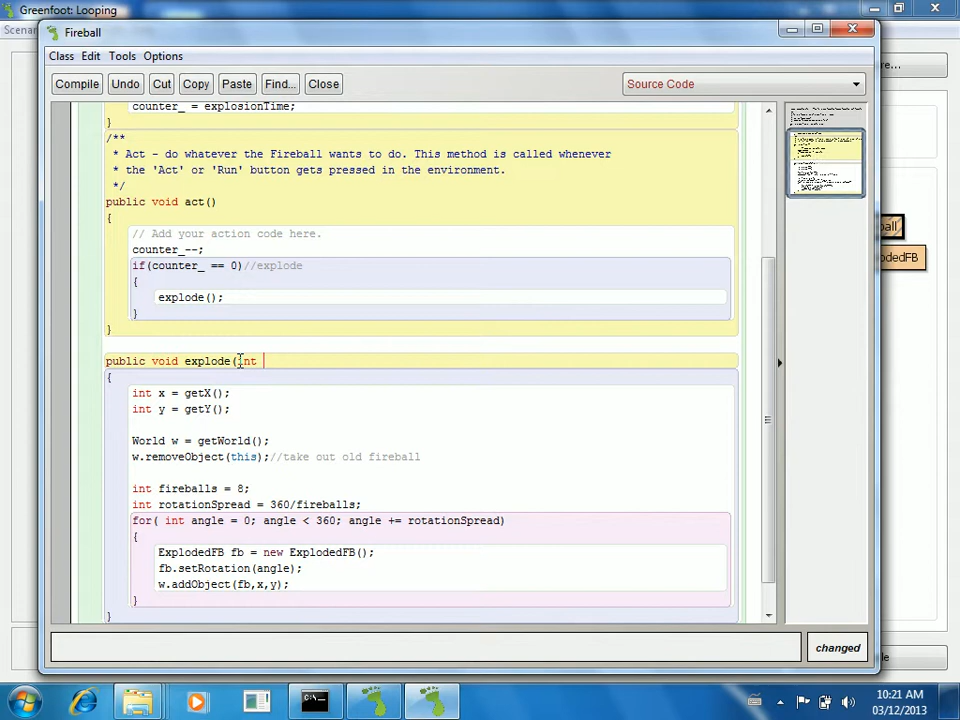 Greenfoot: Looping
Fireball
Class Edit Tools Options
Compile Undo Cut Copy Paste Find... Close Source Code
counter_ = explosionTime;
}
/**
* Act - do whatever the Fireball wants to do. This method is called whenever
* the 'Act' or 'Run' button gets pressed in the environment.
*/
public void act()
{
// Add your action code here.
counter_--;
if(counter_ == 0)//explode
{
explode();
}
}
public void explode(int
{
int x = getX();
int y = getY();
World w = getWorld();
w.removeObject(this);//take out old fireball
int fireballs = 8;
int rotationSpread = 360/fireballs;
for( int angle = 0; angle < 360; angle += rotationSpread)
{
ExplodedFB fb = new ExplodedFB();
fb.setRotation(angle);
w.addObject(fb,x,y);
}
}
changed
10:21 AM
03/12/2013